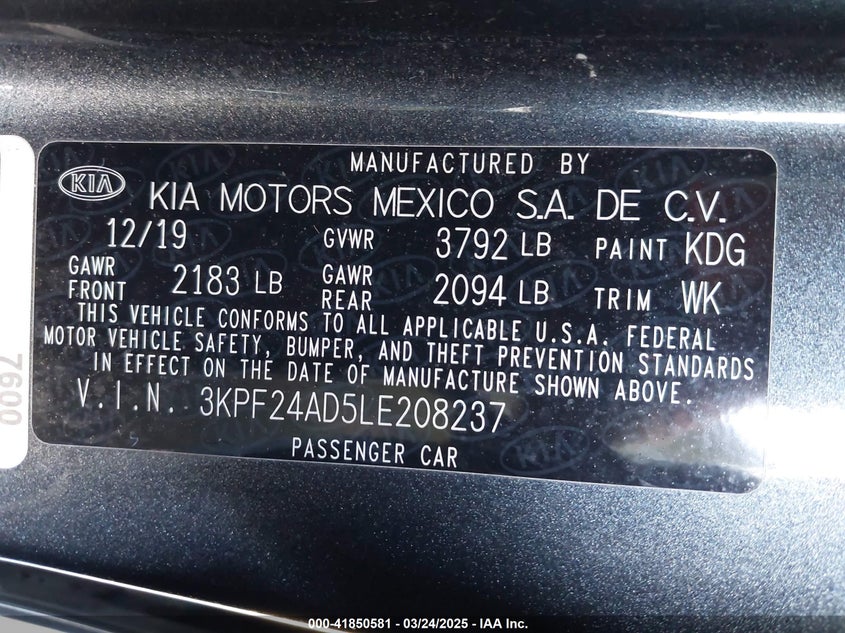 MANUFACTURED BY
KIA KIA MOTORS MEXICO S.A. DE C.V.
12/19 GVWR 3792 LB PAINT KDG
GAWR FRONT 2183 LB GAWR REAR 2094 LB TRIM WK
THIS VEHICLE CONFORMS TO ALL APPLICABLE U.S.A. FEDERAL
MOTOR VEHICLE SAFETY, BUMPER, AND THEFT PREVENTION STANDARDS
IN EFFECT ON THE DATE OF MANUFACTURE SHOWN ABOVE.
V.I.N. 3KPF24AD5LE208237
PASSENGER CAR
7600
000-41850581 - 03/24/2025 - IAA Inc.